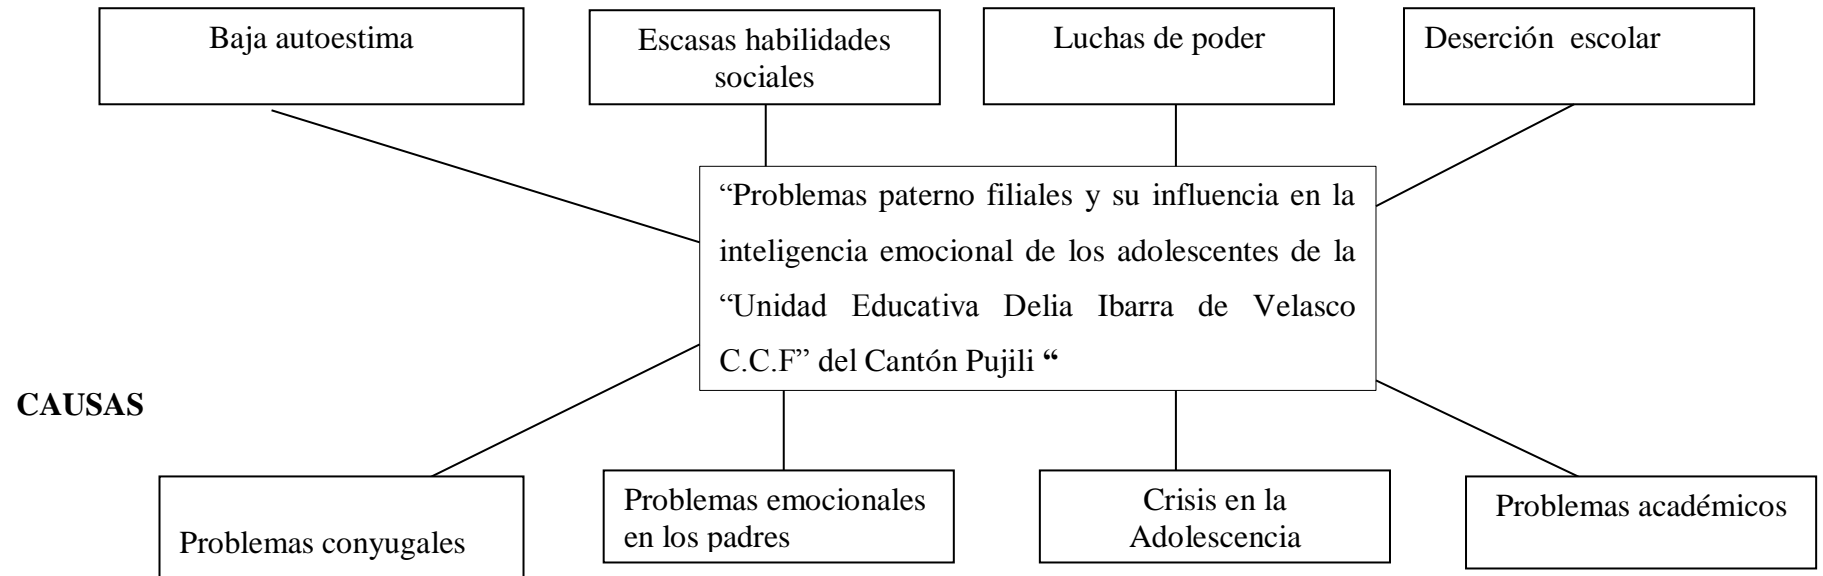 Baja autoestima
Escasas habilidades
sociales
Luchas de poder
Deserción escolar
“Problemas paterno filiales y su influencia en la
inteligencia emocional de los adolescentes de la
“Unidad Educativa Delia Ibarra de Velasco
C.C.F” del Cantón Pujili “
CAUSAS
Problemas conyugales
Problemas emocionales
en los padres
Crisis en la
Adolescencia
Problemas académicos